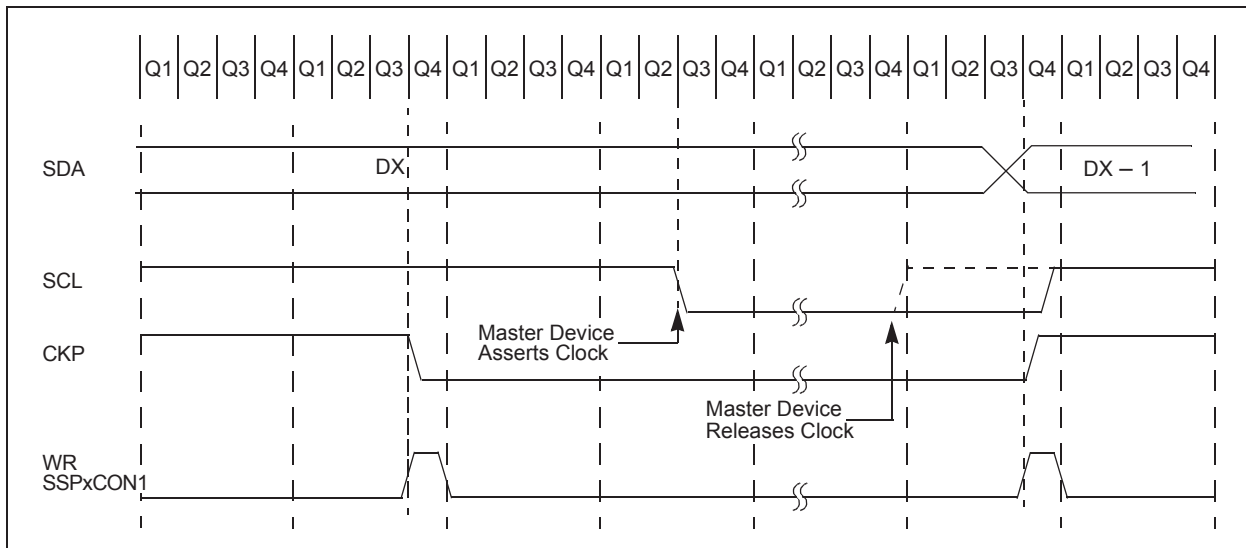 Q1 Q2 Q3 Q4 Q1 Q2 Q3 Q4 Q1 Q2 Q3 Q4 Q1 Q2 Q3 Q4 Q1 Q2 Q3 Q4 Q1 Q2 Q3 Q4 Q1 Q2 Q3 Q4
SDA
DX
DX – 1
SCL
Master Device
Asserts Clock
CKP
Master Device
Releases Clock
WR
SSPxCON1